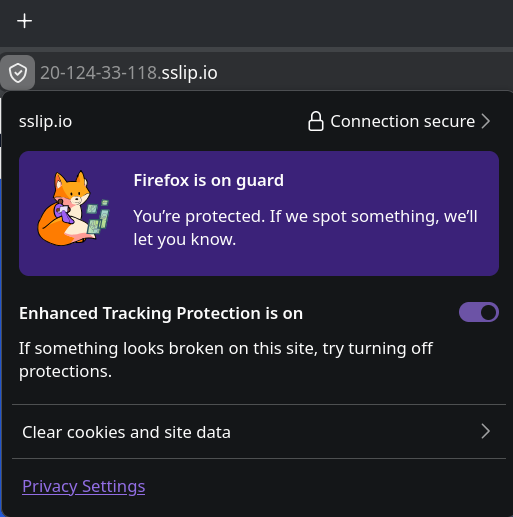 20-124-33-118.sslip.io
sslip.io
Connection secure
Firefox is on guard
You’re protected. If we spot something, we’ll
let you know.
Enhanced Tracking Protection is on
If something looks broken on this site, try turning off
protections.
Clear cookies and site data
Privacy Settings